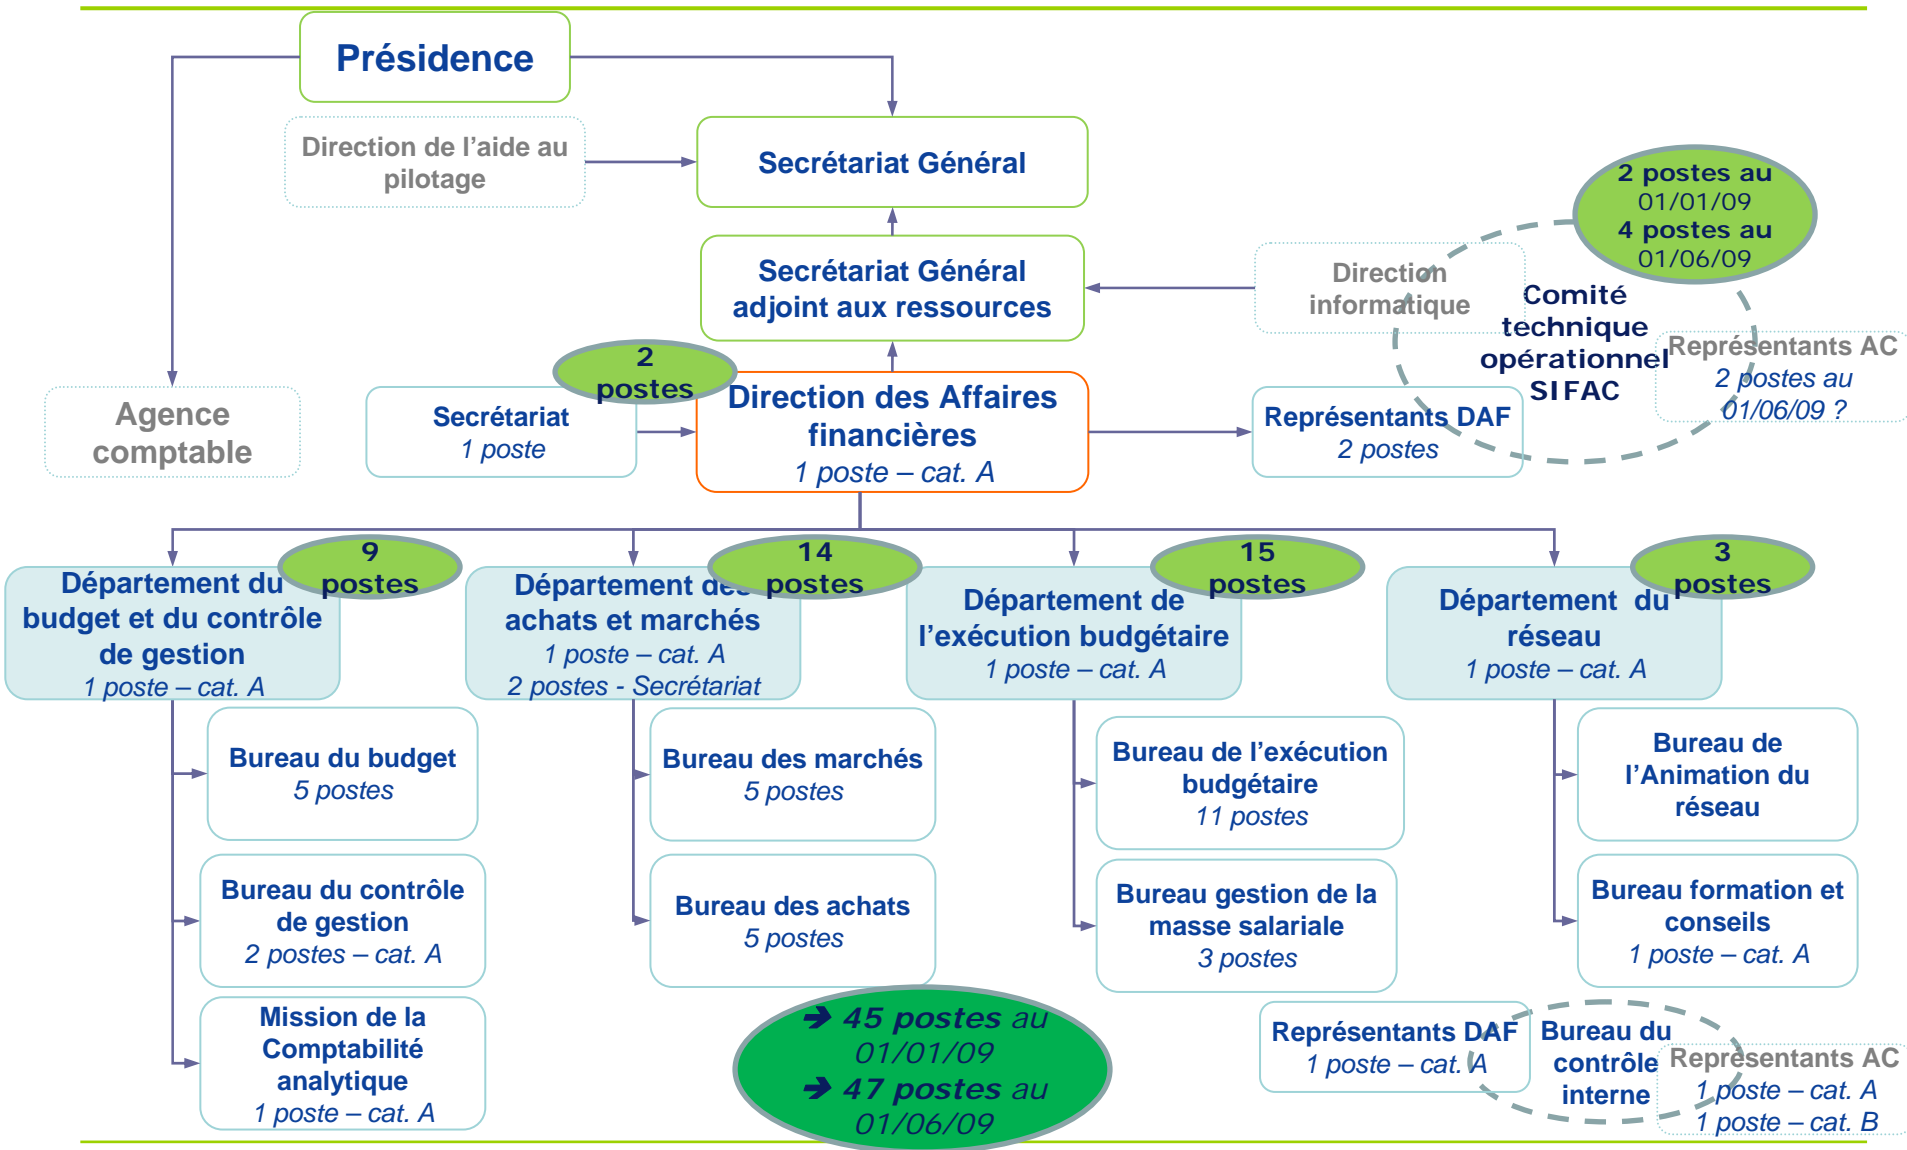 Présidence
Direction de l’aide au
pilotage
Secrétariat Général
2 postes au
01/01/09
4 postes au
01/06/09
Secrétariat Général
adjoint aux ressources
Direction
informatique
Comité
technique
opérationnel
SIFAC
Représentants AC
2 postes au
01/06/09 ?
Agence
comptable
Secrétariat
1 poste
2
postes
Direction des Affaires
financières
1 poste – cat. A
Représentants DAF
2 postes
9
postes
Département du
budget et du contrôle
de gestion
1 poste – cat. A
14
postes
Département des
achats et marchés
1 poste – cat. A
2 postes - Secrétariat
15
postes
Département de
l’exécution budgétaire
1 poste – cat. A
3
postes
Département du
réseau
1 poste – cat. A
Bureau du budget
5 postes
Bureau des marchés
5 postes
Bureau de l’exécution
budgétaire
11 postes
Bureau de
l’Animation du
réseau
Bureau du contrôle
de gestion
2 postes – cat. A
Bureau des achats
5 postes
Bureau gestion de la
masse salariale
3 postes
Bureau formation et
conseils
1 poste – cat. A
Mission de la
Comptabilité
analytique
1 poste – cat. A
➔ 45 postes au
01/01/09
➔ 47 postes au
01/06/09
Représentants DAF
1 poste – cat. A
Bureau du
contrôle
interne
Représentants AC
1 poste – cat. A
1 poste – cat. B